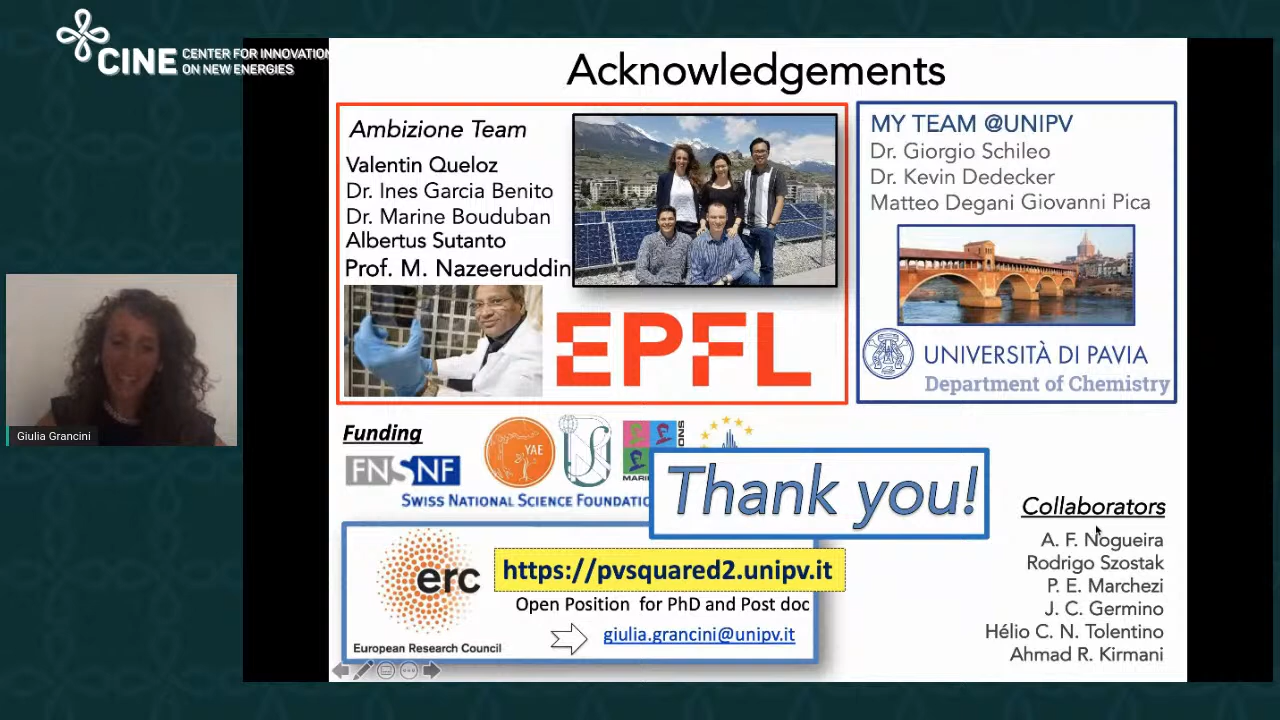 CINE CENTER FOR INNOVATION
ON NEW ENERGIES
Acknowledgements
Ambizione Team
Valentin Queloz
Dr. Ines Garcia Benito
Dr. Marine Bouduban
Albertus Sutanto
Prof. M. Nazeeruddin
EPFL
MY TEAM @UNIPV
Dr. Giorgio Schileo
Dr. Kevin Dedecker
Matteo Degani Giovanni Pica
UNIVERSITÀ DI PAVIA
Department of Chemistry
Giulia Grancini
Funding
FNSNF
SWISS NATIONAL SCIENCE FOUNDATIO
YAE
Thank you!
erc
European Research Council
https://pvsquared2.unipv.it
Open Position for PhD and Post doc
giulia.grancini@unipv.it
Collaborators
A. F. Nogueira
Rodrigo Szostak
P. E. Marchezi
J. C. Germino
Hélio C. N. Tolentino
Ahmad R. Kirmani